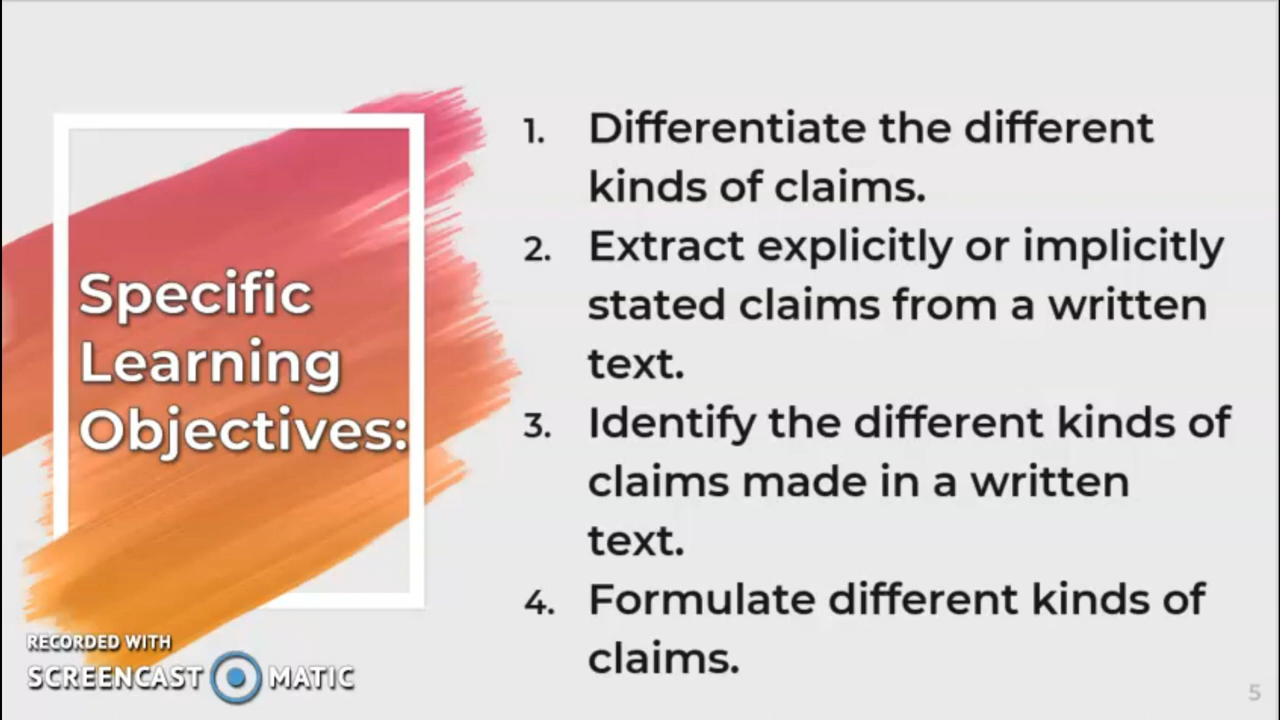 Specific
Learning
Objectives:
1. Differentiate the different
kinds of claims.
2. Extract explicitly or implicitly
stated claims from a written
text.
3. Identify the different kinds of
claims made in a written
text.
4. Formulate different kinds of
claims.
RECORDED WITH
SCREENCAST MATIC
5